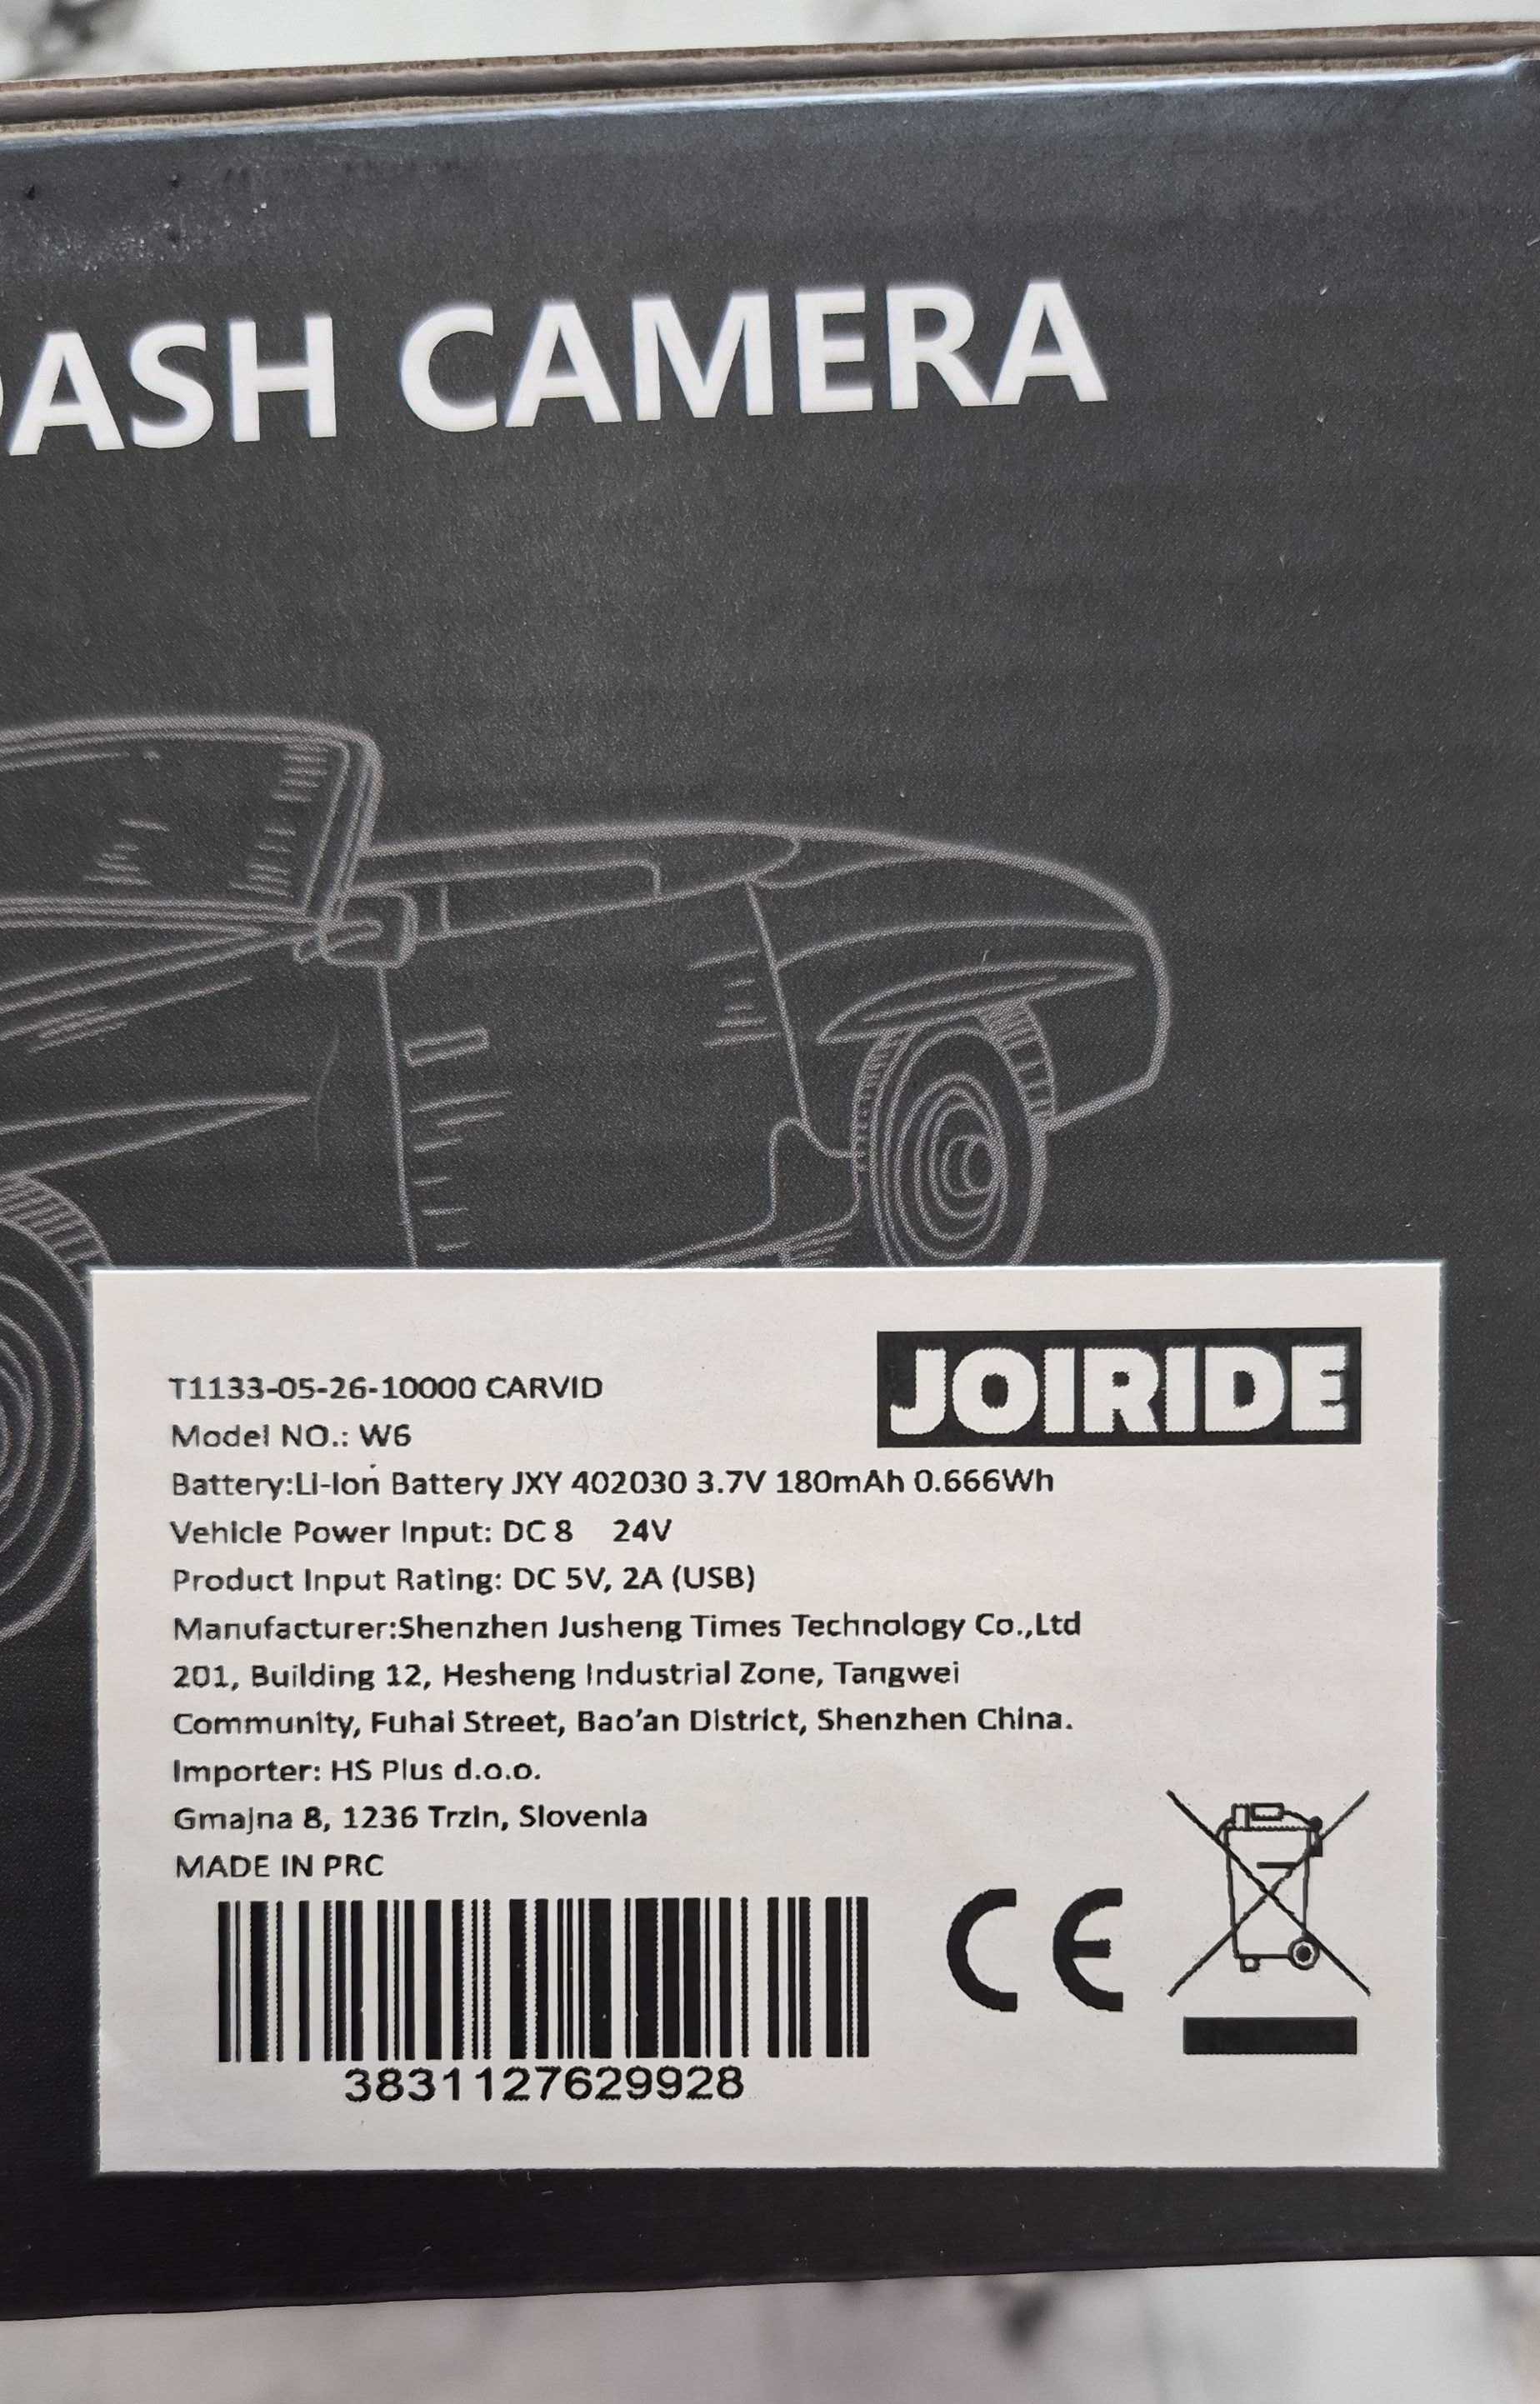 DASH CAMERA
JOIRIDE
T1133-05-26-10000 CARVID
Model NO.: W6
Battery:Li-Ion Battery JXY 402030 3.7V 180mAh 0.666Wh
Vehicle Power Input: DC 8 24V
Product Input Rating: DC 5V, 2A (USB)
Manufacturer:Shenzhen Jusheng Times Technology Co.,Ltd
201, Building 12, Hesheng Industrial Zone, Tangwei
Community, Fuhai Street, Bao'an District, Shenzhen China.
Importer: HS Plus d.o.o.
Gmajna 8, 1236 Trzin, Slovenia
MADE IN PRC
CE
3831127629928